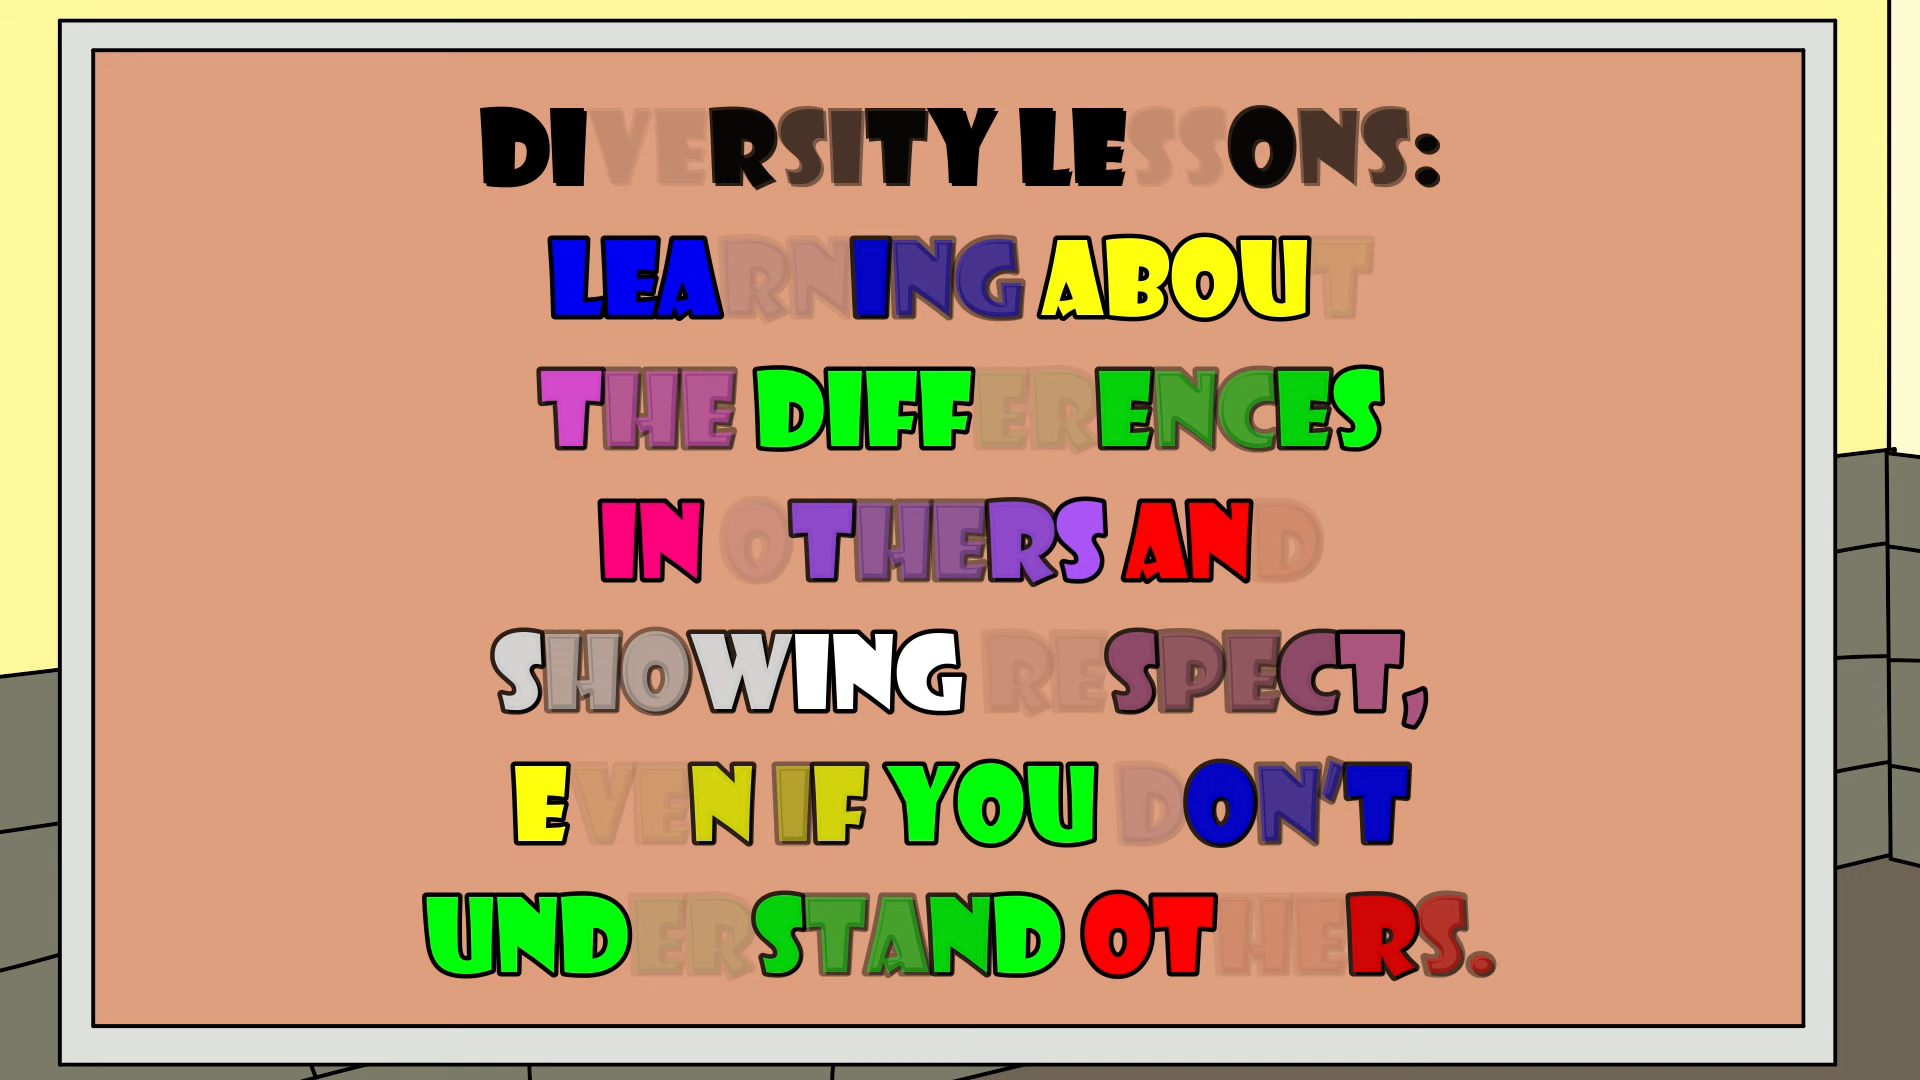 DIVERSITY LESSONS:
LEARNING ABOUT
THE DIFFERENCES
IN OTHERS AND
SHOWING RESPECT,
EVEN IF YOU DON'T
UNDERSTAND OTHERS.